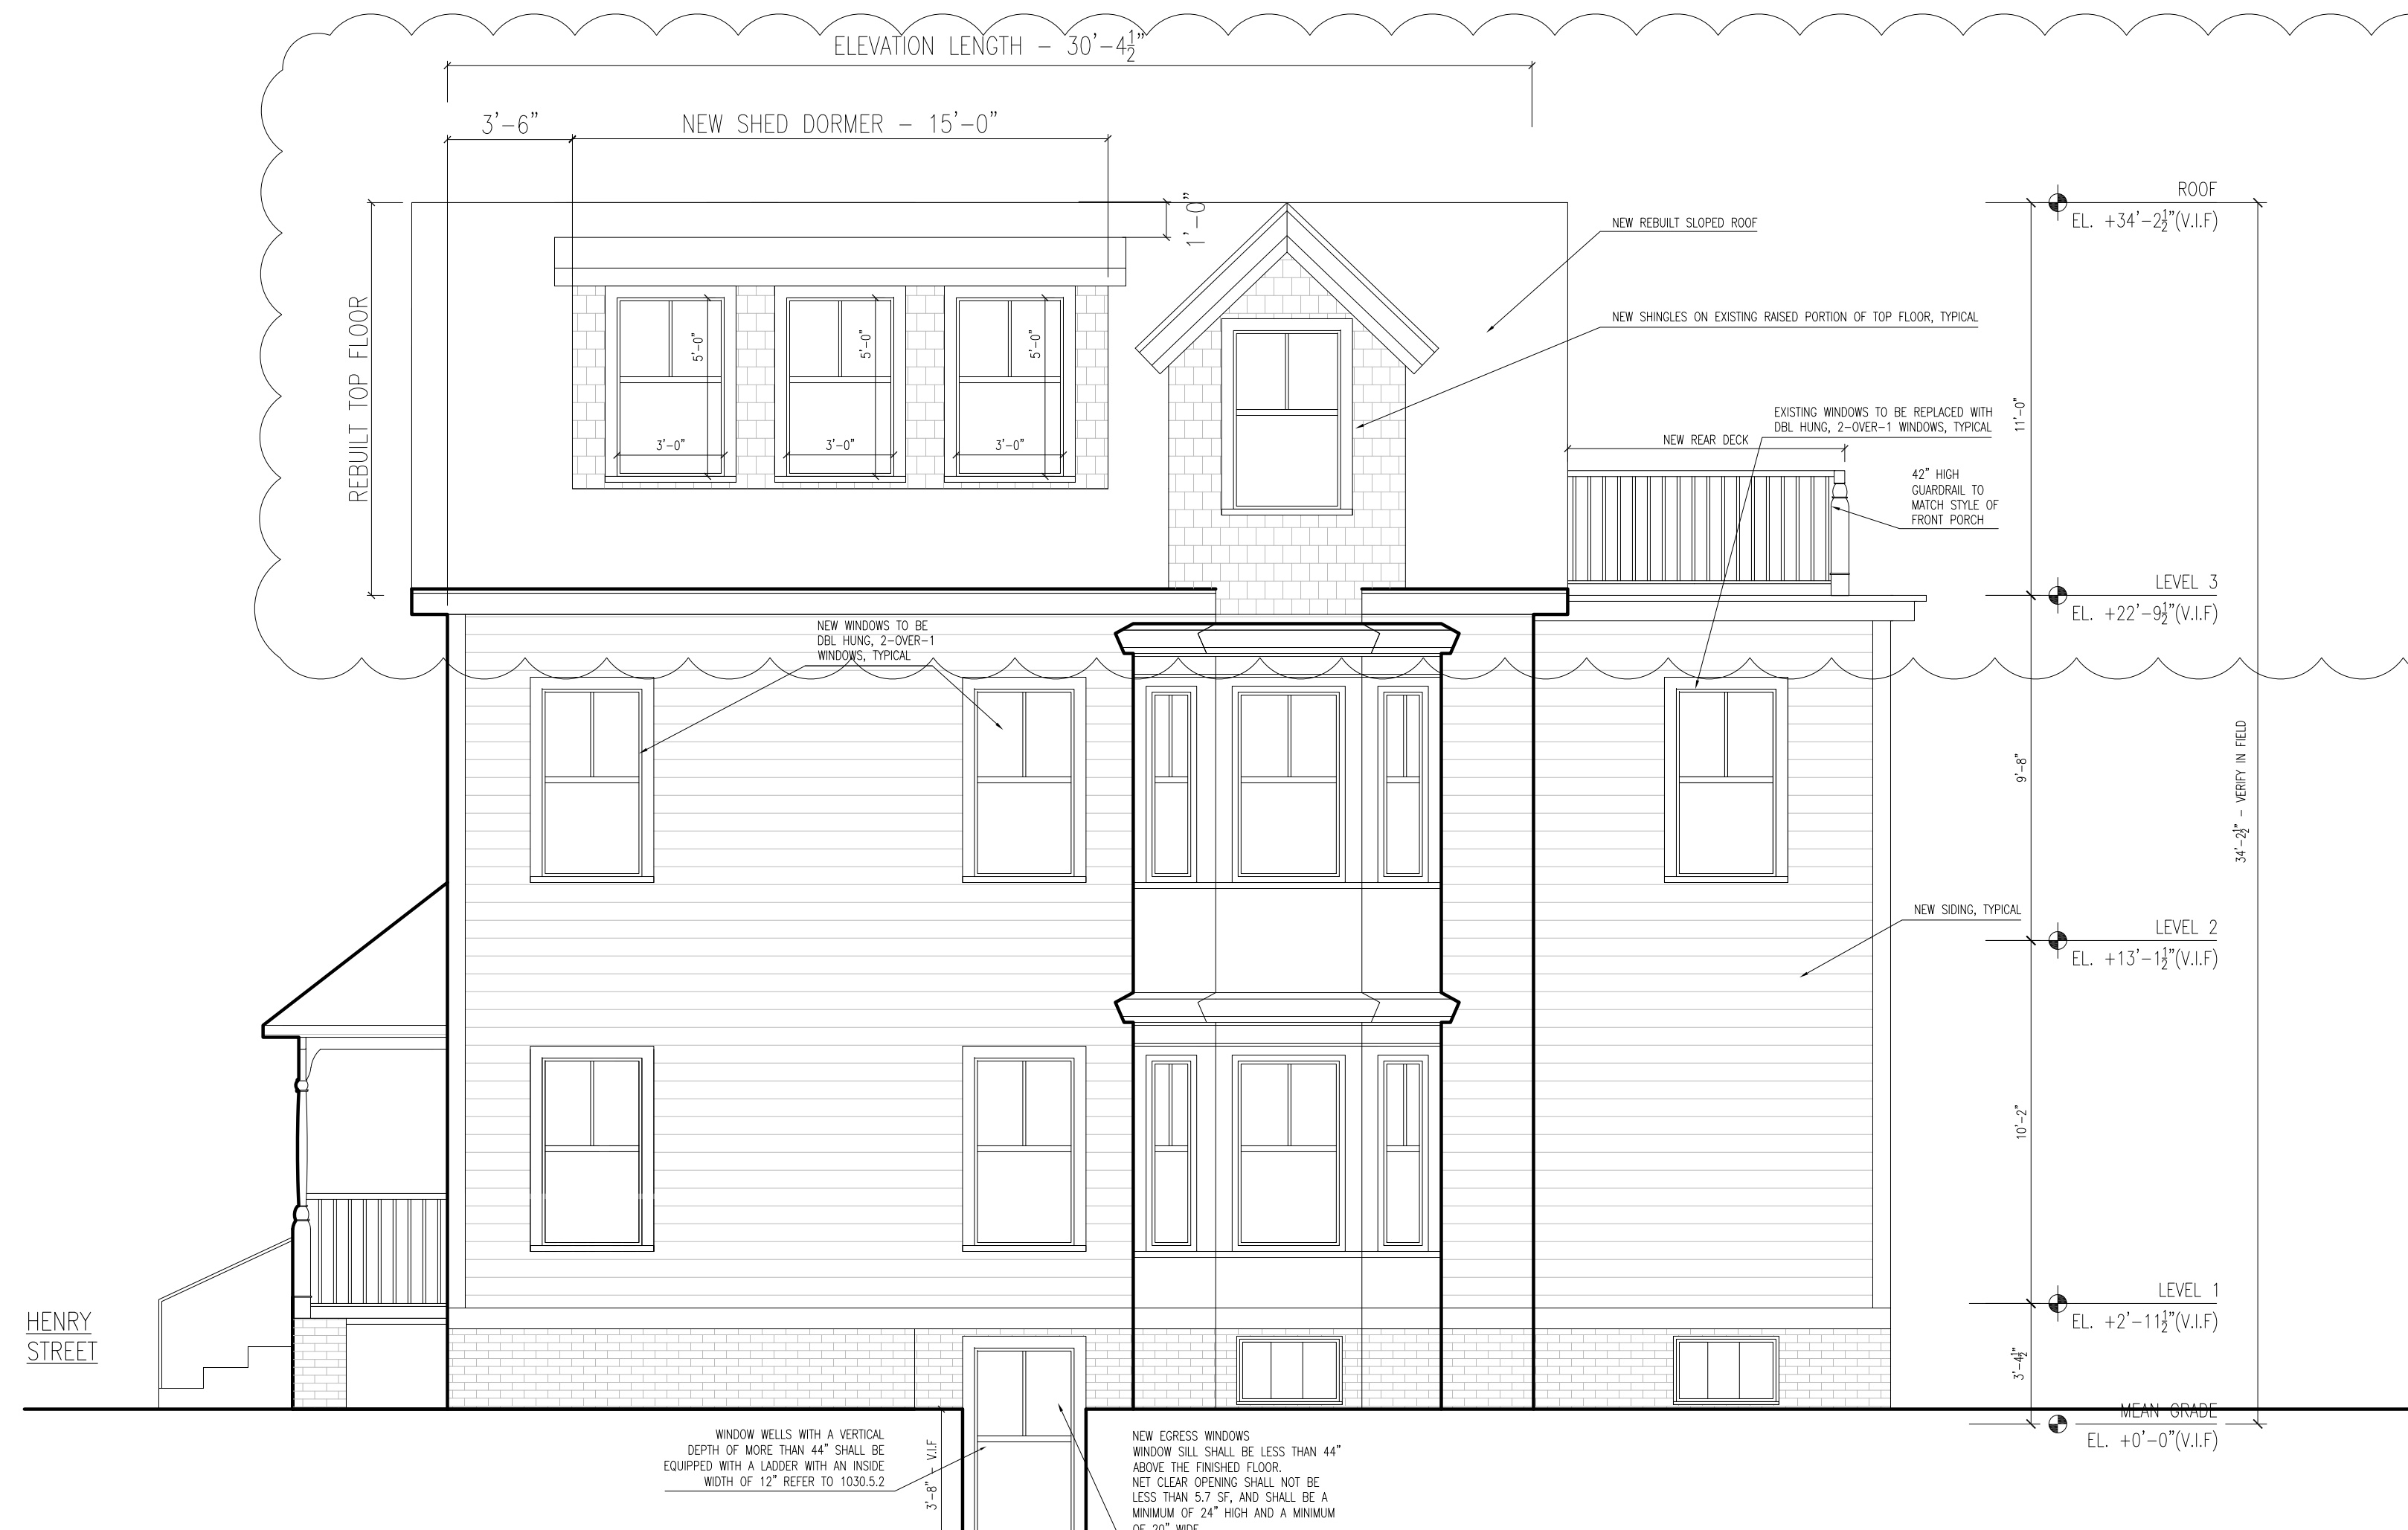 ELEVATION LENGTH - 30'-4½"
3'-6"
NEW SHED DORMER - 15'-0"
1'-0"
ROOF
EL. +34'-2½"(V.I.F)
NEW REBUILT SLOPED ROOF
REBUILT TOP FLOOR
5'-0"
5'-0"
5'-0"
3'-0"
3'-0"
3'-0"
NEW SHINGLES ON EXISTING RAISED PORTION OF TOP FLOOR, TYPICAL
EXISTING WINDOWS TO BE REPLACED WITH
DBL HUNG, 2-OVER-1 WINDOWS, TYPICAL
NEW REAR DECK
11'-0"
42" HIGH
GUARDRAIL TO
MATCH STYLE OF
FRONT PORCH
LEVEL 3
EL. +22'-9½"(V.I.F)
NEW WINDOWS TO BE
DBL HUNG, 2-OVER-1
WINDOWS, TYPICAL
9'-8"
34'-2½" - VERIFY IN FIELD
NEW SIDING, TYPICAL
LEVEL 2
EL. +13'-1½"(V.I.F)
10'-2"
LEVEL 1
EL. +2'-11½"(V.I.F)
HENRY
STREET
3'-4½"
MEAN GRADE
EL. +0'-0"(V.I.F)
WINDOW WELLS WITH A VERTICAL
DEPTH OF MORE THAN 44" SHALL BE
EQUIPPED WITH A LADDER WITH AN INSIDE
WIDTH OF 12" REFER TO 1030.5.2
3'-8" - V.I.F
NEW EGRESS WINDOWS
WINDOW SILL SHALL BE LESS THAN 44"
ABOVE THE FINISHED FLOOR.
NET CLEAR OPENING SHALL NOT BE
LESS THAN 5.7 SF, AND SHALL BE A
MINIMUM OF 24" HIGH AND A MINIMUM
OF 20" WIDE